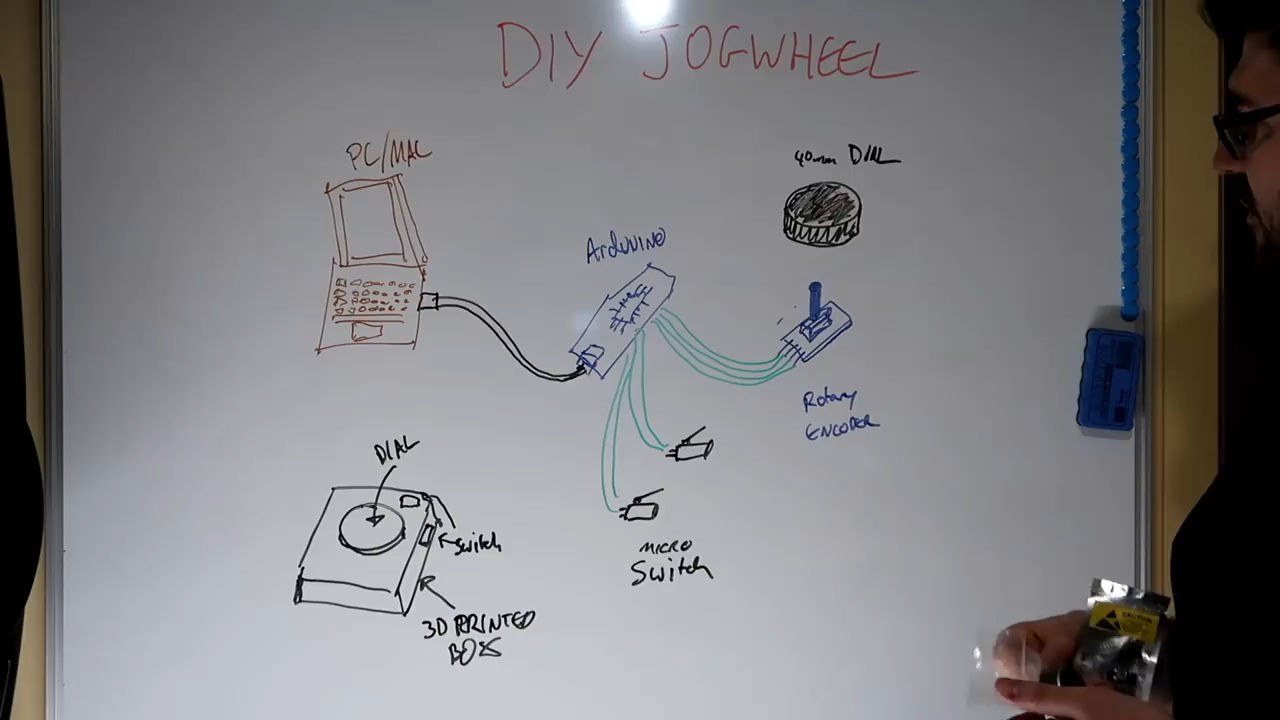 DIY JOGWHEEL
PC/MAC
40mm DIAL
ArduINO
Rotary
ENCODER
DIAL
Switch
MICRO
Switch
3D PRINTED
BOX
CAUTION